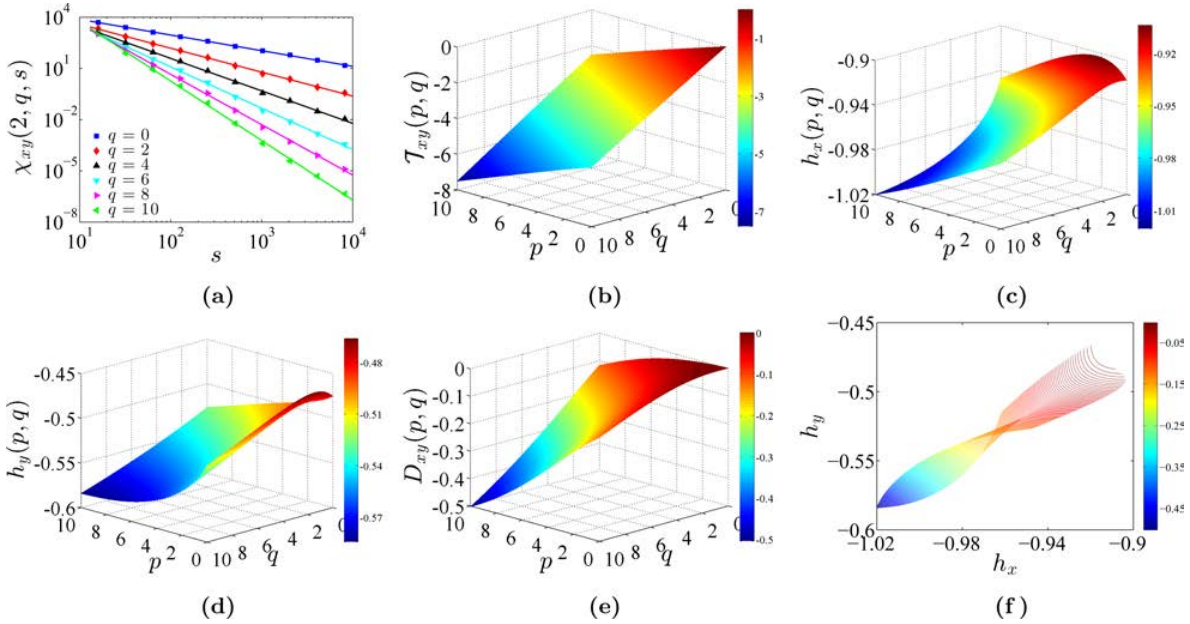 χxy(2, q, s)
10^4
10^1
10^-2
10^-5
10^-8
q = 0
q = 2
q = 4
q = 6
q = 8
q = 10
10^1 10^2 10^3 10^4
s
(a)
𝒯xy(p, q)
0
-2
-4
-6
-8
10 8 6 4 2 0
p
10 8 6 4 2 0
q
-1
-3
-5
-7
(b)
hx(p, q)
-0.9
-0.94
-0.98
-1.02
10 8 6 4 2 0
p
10 8 6 4 2 0
q
-0.92
-0.95
-0.98
-1.01
(c)
hy(p, q)
-0.45
-0.5
-0.55
-0.6
10 8 6 4 2 0
p
10 8 6 4 2 0
q
-0.48
-0.51
-0.54
-0.57
(d)
Dxy(p, q)
0
-0.1
-0.2
-0.3
-0.4
-0.5
10 8 6 4 2 0
p
10 8 6 4 2 0
q
0
-0.1
-0.2
-0.3
-0.4
-0.5
(e)
hy
−0.45
−0.5
−0.55
−0.6
−1.02 −0.98 −0.94 −0.9
hx
-0.05
-0.15
-0.25
-0.35
-0.45
(f )